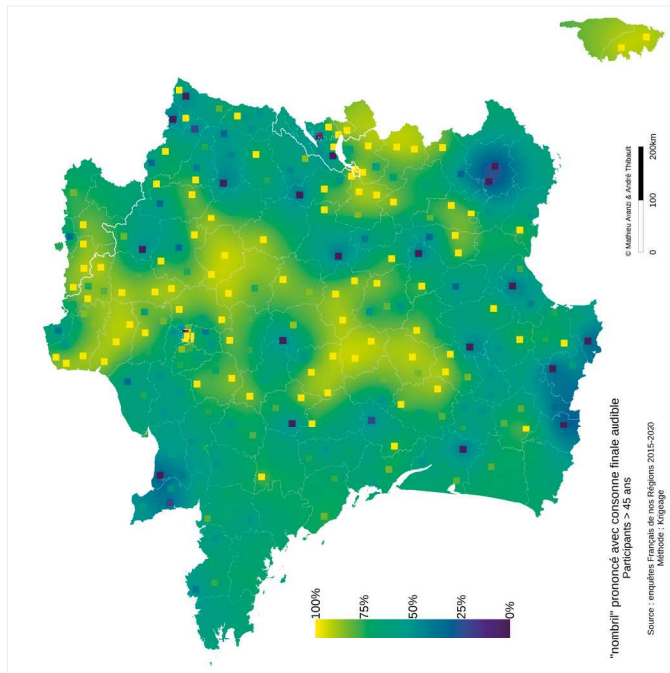 "nombril" prononcé avec consonne finale audible
Participants > 45 ans
Source : enquêtes Français de nos Régions 2015-2020
Méthode : Krigeage
100%
75%
50%
25%
0%
© Mathieu Avanzi & André Thibault
0
100
200km